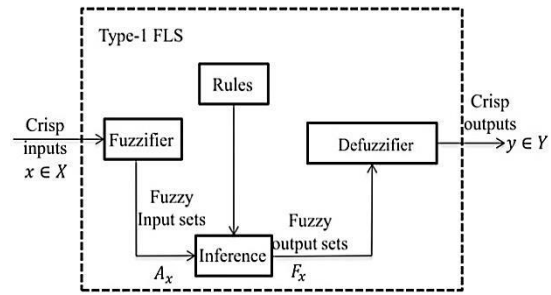 Type-1 FLS
Rules
Crisp
inputs
x ∈ X
Fuzzifier
Defuzzifier
Crisp
outputs
y ∈ Y
Fuzzy
Input sets
Fuzzy
output sets
Inference
A_x
F_x